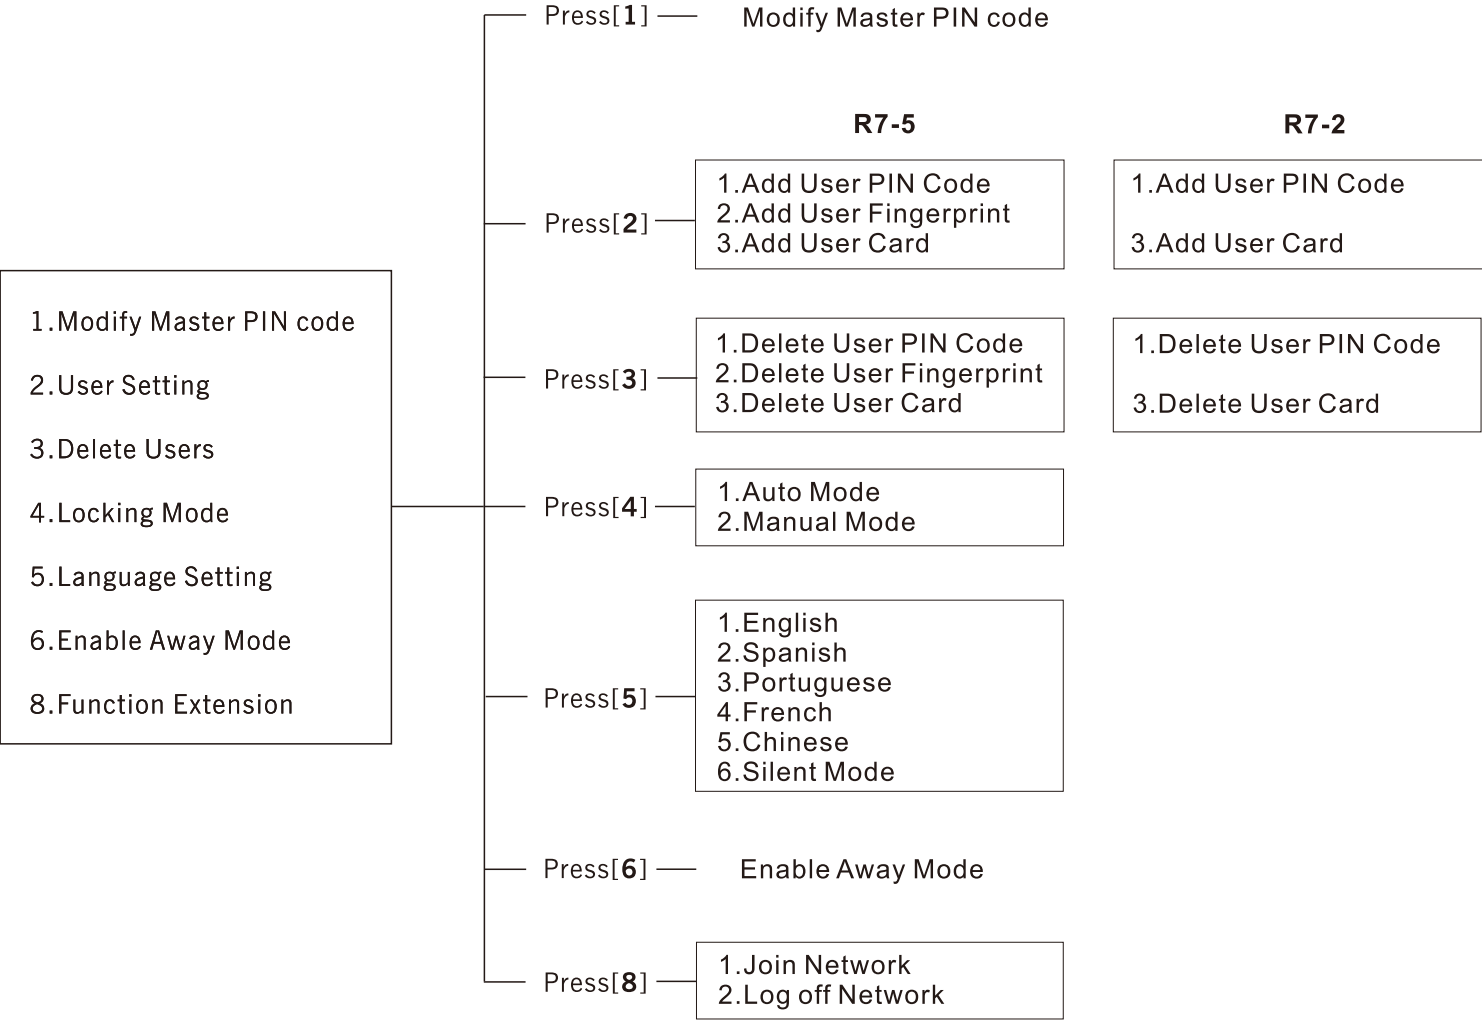 1.Modify Master PIN code
2.User Setting
3.Delete Users
4.Locking Mode
5.Language Setting
6.Enable Away Mode
8.Function Extension
Press[1]
Modify Master PIN code
R7-5
R7-2
Press[2]
1.Add User PIN Code
2.Add User Fingerprint
3.Add User Card
1.Add User PIN Code
3.Add User Card
Press[3]
1.Delete User PIN Code
2.Delete User Fingerprint
3.Delete User Card
1.Delete User PIN Code
3.Delete User Card
Press[4]
1.Auto Mode
2.Manual Mode
Press[5]
1.English
2.Spanish
3.Portuguese
4.French
5.Chinese
6.Silent Mode
Press[6]
Enable Away Mode
Press[8]
1.Join Network
2.Log off Network